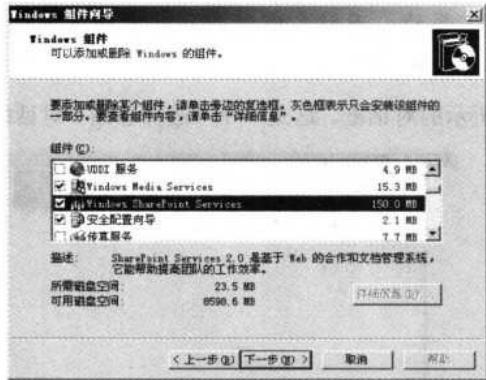 Windows 组件向导
Windows 组件
可以添加或删除 Windows 的组件。
要添加或删除某个组件，请单击旁边的复选框。灰色框表示只会安装该组件的
一部分。要查看组件内容，请单击“详细信息”。
组件(C):
UDDI 服务 4.9 MB
Windows Media Services 15.3 MB
Windows SharePoint Services 150.0 MB
安全配置向导 2.1 MB
传真服务 7.7 MB
描述: SharePoint Services 2.0 是基于 Web 的合作和文档管理系统，
它能帮助提高团队的工作效率。
所需磁盘空间: 23.5 MB
可用磁盘空间: 8590.6 MB
详细信息(D)...
<上一步(B) 下一步(N)> 取消 帮助